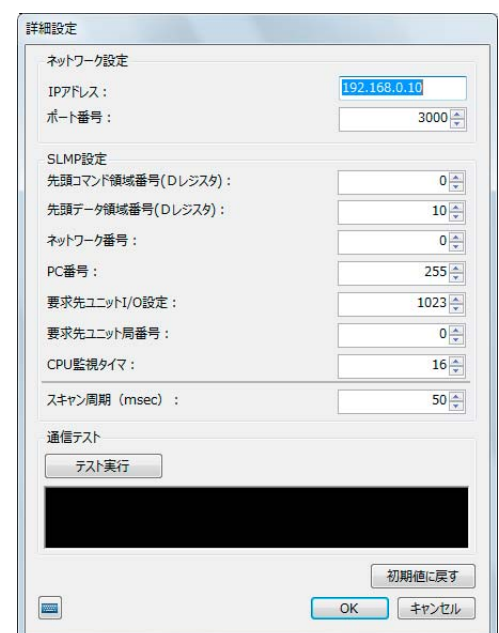 詳細設定
ネットワーク設定
IPアドレス： 192.168.0.10
ポート番号： 3000
SLMP設定
先頭コマンド領域番号(Dレジスタ)： 0
先頭データ領域番号(Dレジスタ)： 10
ネットワーク番号： 0
PC番号： 255
要求先ユニットI/O設定： 1023
要求先ユニット局番号： 0
CPU監視タイマ： 16
スキャン周期（msec）： 50
通信テスト
テスト実行
初期値に戻す
OK キャンセル